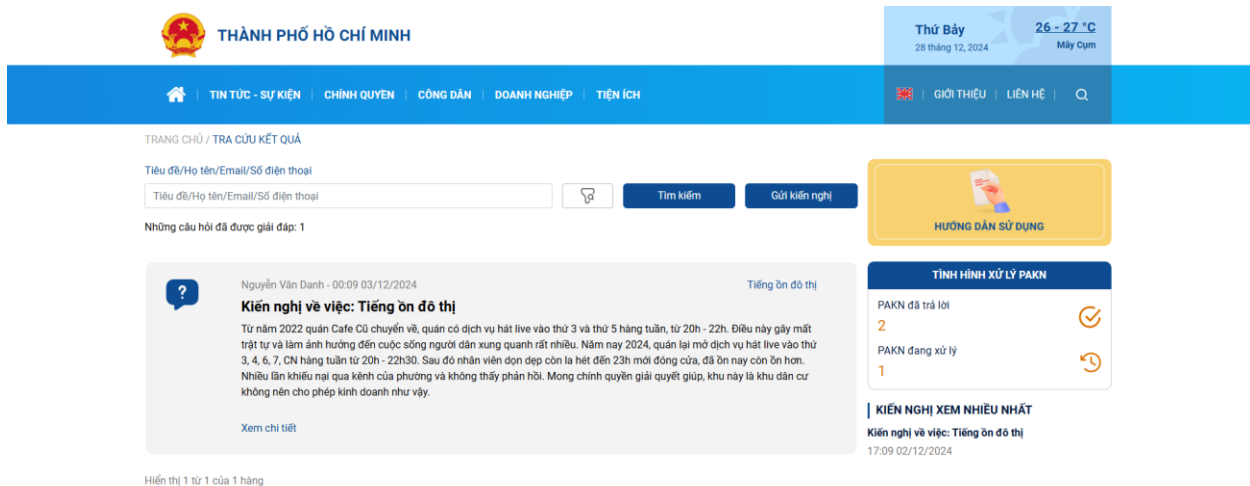 THÀNH PHỐ HỒ CHÍ MINH
Thứ Bảy
28 tháng 12, 2024
26 - 27 °C
Mây Cụm
TIN TỨC - SỰ KIỆN | CHÍNH QUYỀN | CÔNG DÂN | DOANH NGHIỆP | TIỆN ÍCH
GIỚI THIỆU | LIÊN HỆ |
TRANG CHỦ / TRA CỨU KẾT QUẢ
Tiêu đề/Họ tên/Email/Số điện thoại
Tiêu đề/Họ tên/Email/Số điện thoại
Tìm kiếm
Gửi kiến nghị
Những câu hỏi đã được giải đáp: 1
Nguyễn Văn Danh - 00:09 03/12/2024
Tiếng ồn đô thị
Kiến nghị về việc: Tiếng ồn đô thị
Từ năm 2022 quán Cafe Cũ chuyển về, quán có dịch vụ hát live vào thứ 3 và thứ 5 hàng tuần, từ 20h - 22h. Điều này gây mất
trật tự và làm ảnh hưởng đến cuộc sống người dân xung quanh rất nhiều. Năm nay 2024, quán lại mở dịch vụ hát live vào thứ
3, 4, 6, 7, CN hàng tuần từ 20h - 22h30. Sau đó nhân viên dọn dẹp còn la hét đến 23h mới đóng cửa, đã ồn nay còn ồn hơn.
Nhiều lần khiếu nại qua kênh của phường và không thấy phản hồi. Mong chính quyền giải quyết giúp, khu này là khu dân cư
không nên cho phép kinh doanh như vậy.
Xem chi tiết
Hiển thị 1 từ 1 của 1 hàng
HƯỚNG DẪN SỬ DỤNG
TÌNH HÌNH XỬ LÝ PAKN
PAKN đã trả lời
2
PAKN đang xử lý
1
KIẾN NGHỊ XEM NHIỀU NHẤT
Kiến nghị về việc: Tiếng ồn đô thị
17:09 02/12/2024